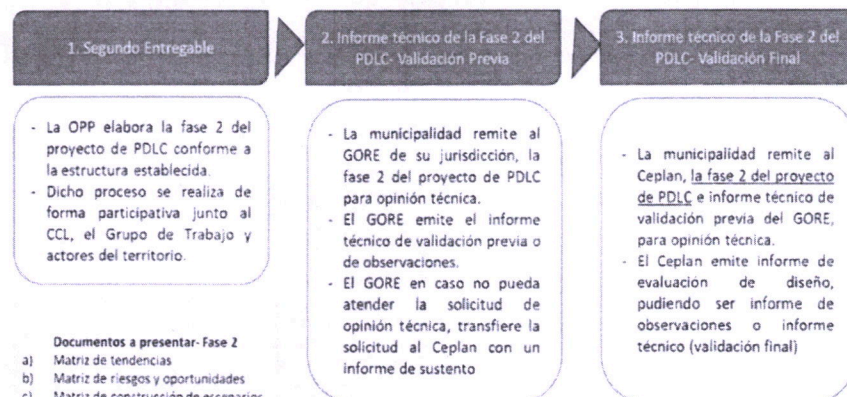 1. Segundo Entregable
2. Informe técnico de la Fase 2 del
PDLC- Validación Previa
3. Informe técnico de la Fase 2 del
PDLC- Validación Final
- La OPP elabora la fase 2 del
proyecto de PDLC conforme a
la estructura establecida.
- Dicho proceso se realiza de
forma participativa junto al
CCL, el Grupo de Trabajo y
actores del territorio.
Documentos a presentar- Fase 2
a) Matriz de tendencias
b) Matriz de riesgos y oportunidades
c) Matriz de construcción de escenarios
- La municipalidad remite al
GORE de su jurisdicción, la
fase 2 del proyecto de PDLC
para opinión técnica.
- El GORE emite el informe
técnico de validación previa o
de observaciones.
- El GORE en caso no pueda
atender la solicitud de
opinión técnica, transfiere la
solicitud al Ceplan con un
informe de sustento
- La municipalidad remite al
Ceplan, la fase 2 del proyecto
de PDLC e informe técnico de
validación previa del GORE,
para opinión técnica.
- El Ceplan emite informe de
evaluación de diseño,
pudiendo ser informe de
observaciones o informe
técnico (validación final)